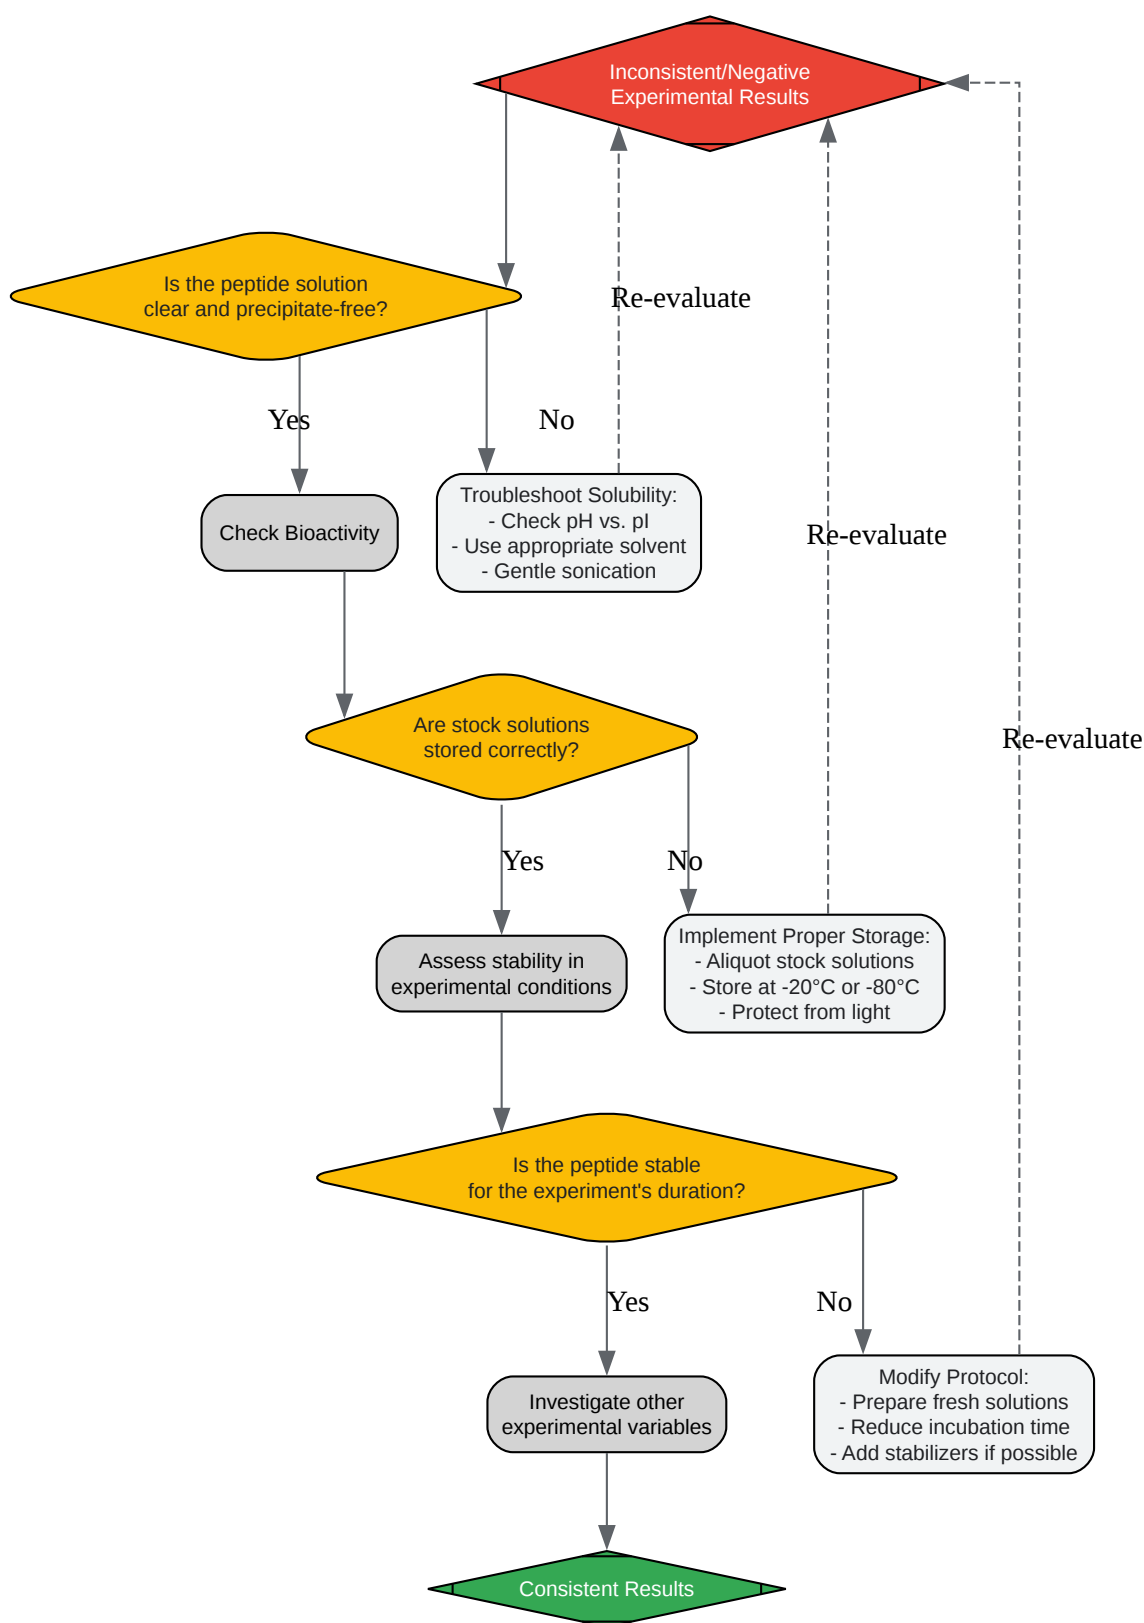 Inconsistent/Negative
Experimental Results
Is the peptide solution
clear and precipitate-free?
Re-evaluate
Yes
No
Check Bioactivity
Troubleshoot Solubility:
- Check pH vs. pI
- Use appropriate solvent
- Gentle sonication
Re-evaluate
Are stock solutions
stored correctly?
Re-evaluate
Yes
No
Assess stability in
experimental conditions
Implement Proper Storage:
- Aliquot stock solutions
- Store at -20°C or -80°C
- Protect from light
Is the peptide stable
for the experiment's duration?
Yes
No
Investigate other
experimental variables
Modify Protocol:
- Prepare fresh solutions
- Reduce incubation time
- Add stabilizers if possible
Consistent Results